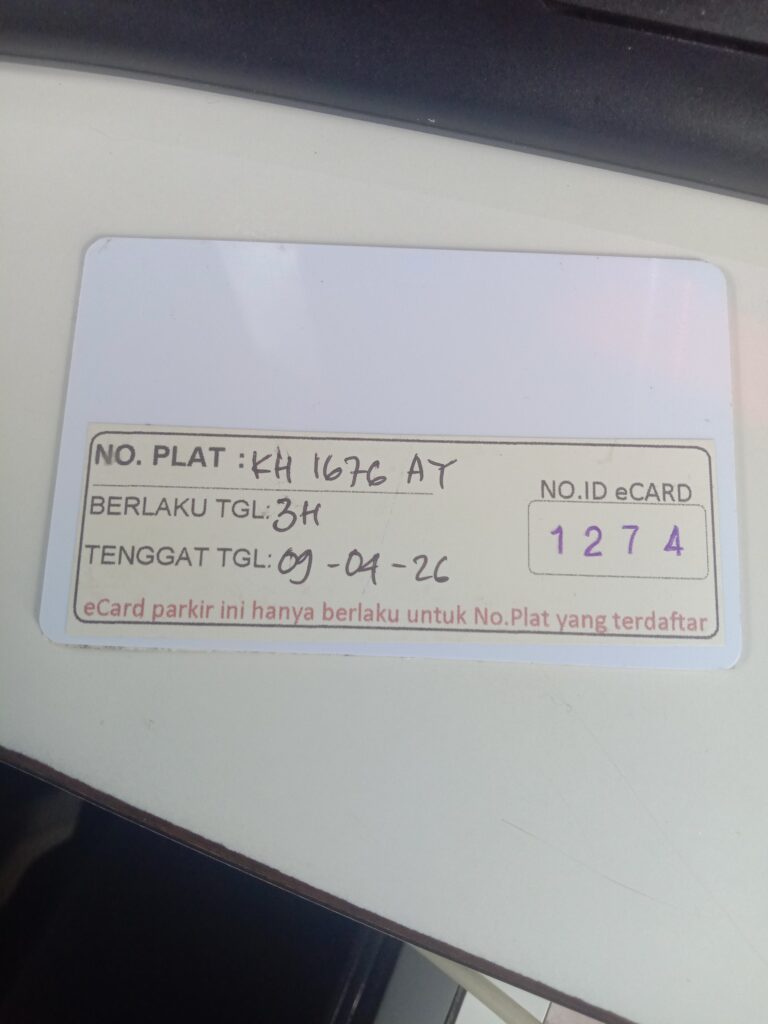 NO. PLAT : KH 1676 AT
BERLAKU TGL: 3H
TENGGAT TGL: 09-04-26
NO.ID eCARD
1274
eCard parkir ini hanya berlaku untuk No.Plat yang terdaftar